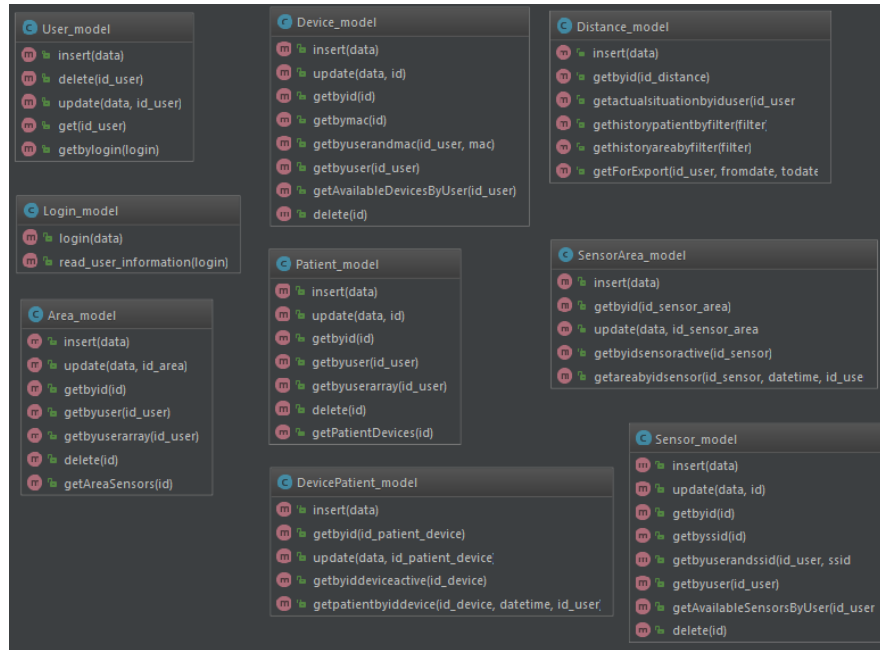 User_model
insert(data)
delete(id_user)
update(data, id_user)
get(id_user)
getbylogin(login)
Login_model
login(data)
read_user_information(login)
Area_model
insert(data)
update(data, id_area)
getbyid(id)
getbyuser(id_user)
getbyuserarray(id_user)
delete(id)
getAreaSensors(id)
Device_model
insert(data)
update(data, id)
getbyid(id)
getbymac(id)
getbyuserandmac(id_user, mac)
getbyuser(id_user)
getAvailableDevicesByUser(id_user)
delete(id)
Patient_model
insert(data)
update(data, id)
getbyid(id)
getbyuser(id_user)
getbyuserarray(id_user)
delete(id)
getPatientDevices(id)
DevicePatient_model
insert(data)
getbyid(id_patient_device)
update(data, id_patient_device)
getbyiddeviceactive(id_device)
getpatientbyiddevice(id_device, datetime, id_user)
Distance_model
insert(data)
getbyid(id_distance)
getactualsituationbyiduser(id_user
gethistorypatientbyfilter(filter)
gethistoryareabyfilter(filter)
getForExport(id_user, fromdate, todate
SensorArea_model
insert(data)
getbyid(id_sensor_area)
update(data, id_sensor_area
getbyidsensoractive(id_sensor)
getareabyidsensor(id_sensor, datetime, id_use
Sensor_model
insert(data)
update(data, id)
getbyid(id)
getbyssid(id)
getbyuserandssid(id_user, ssid
getbyuser(id_user)
getAvailableSensorsByUser(id_user
delete(id)